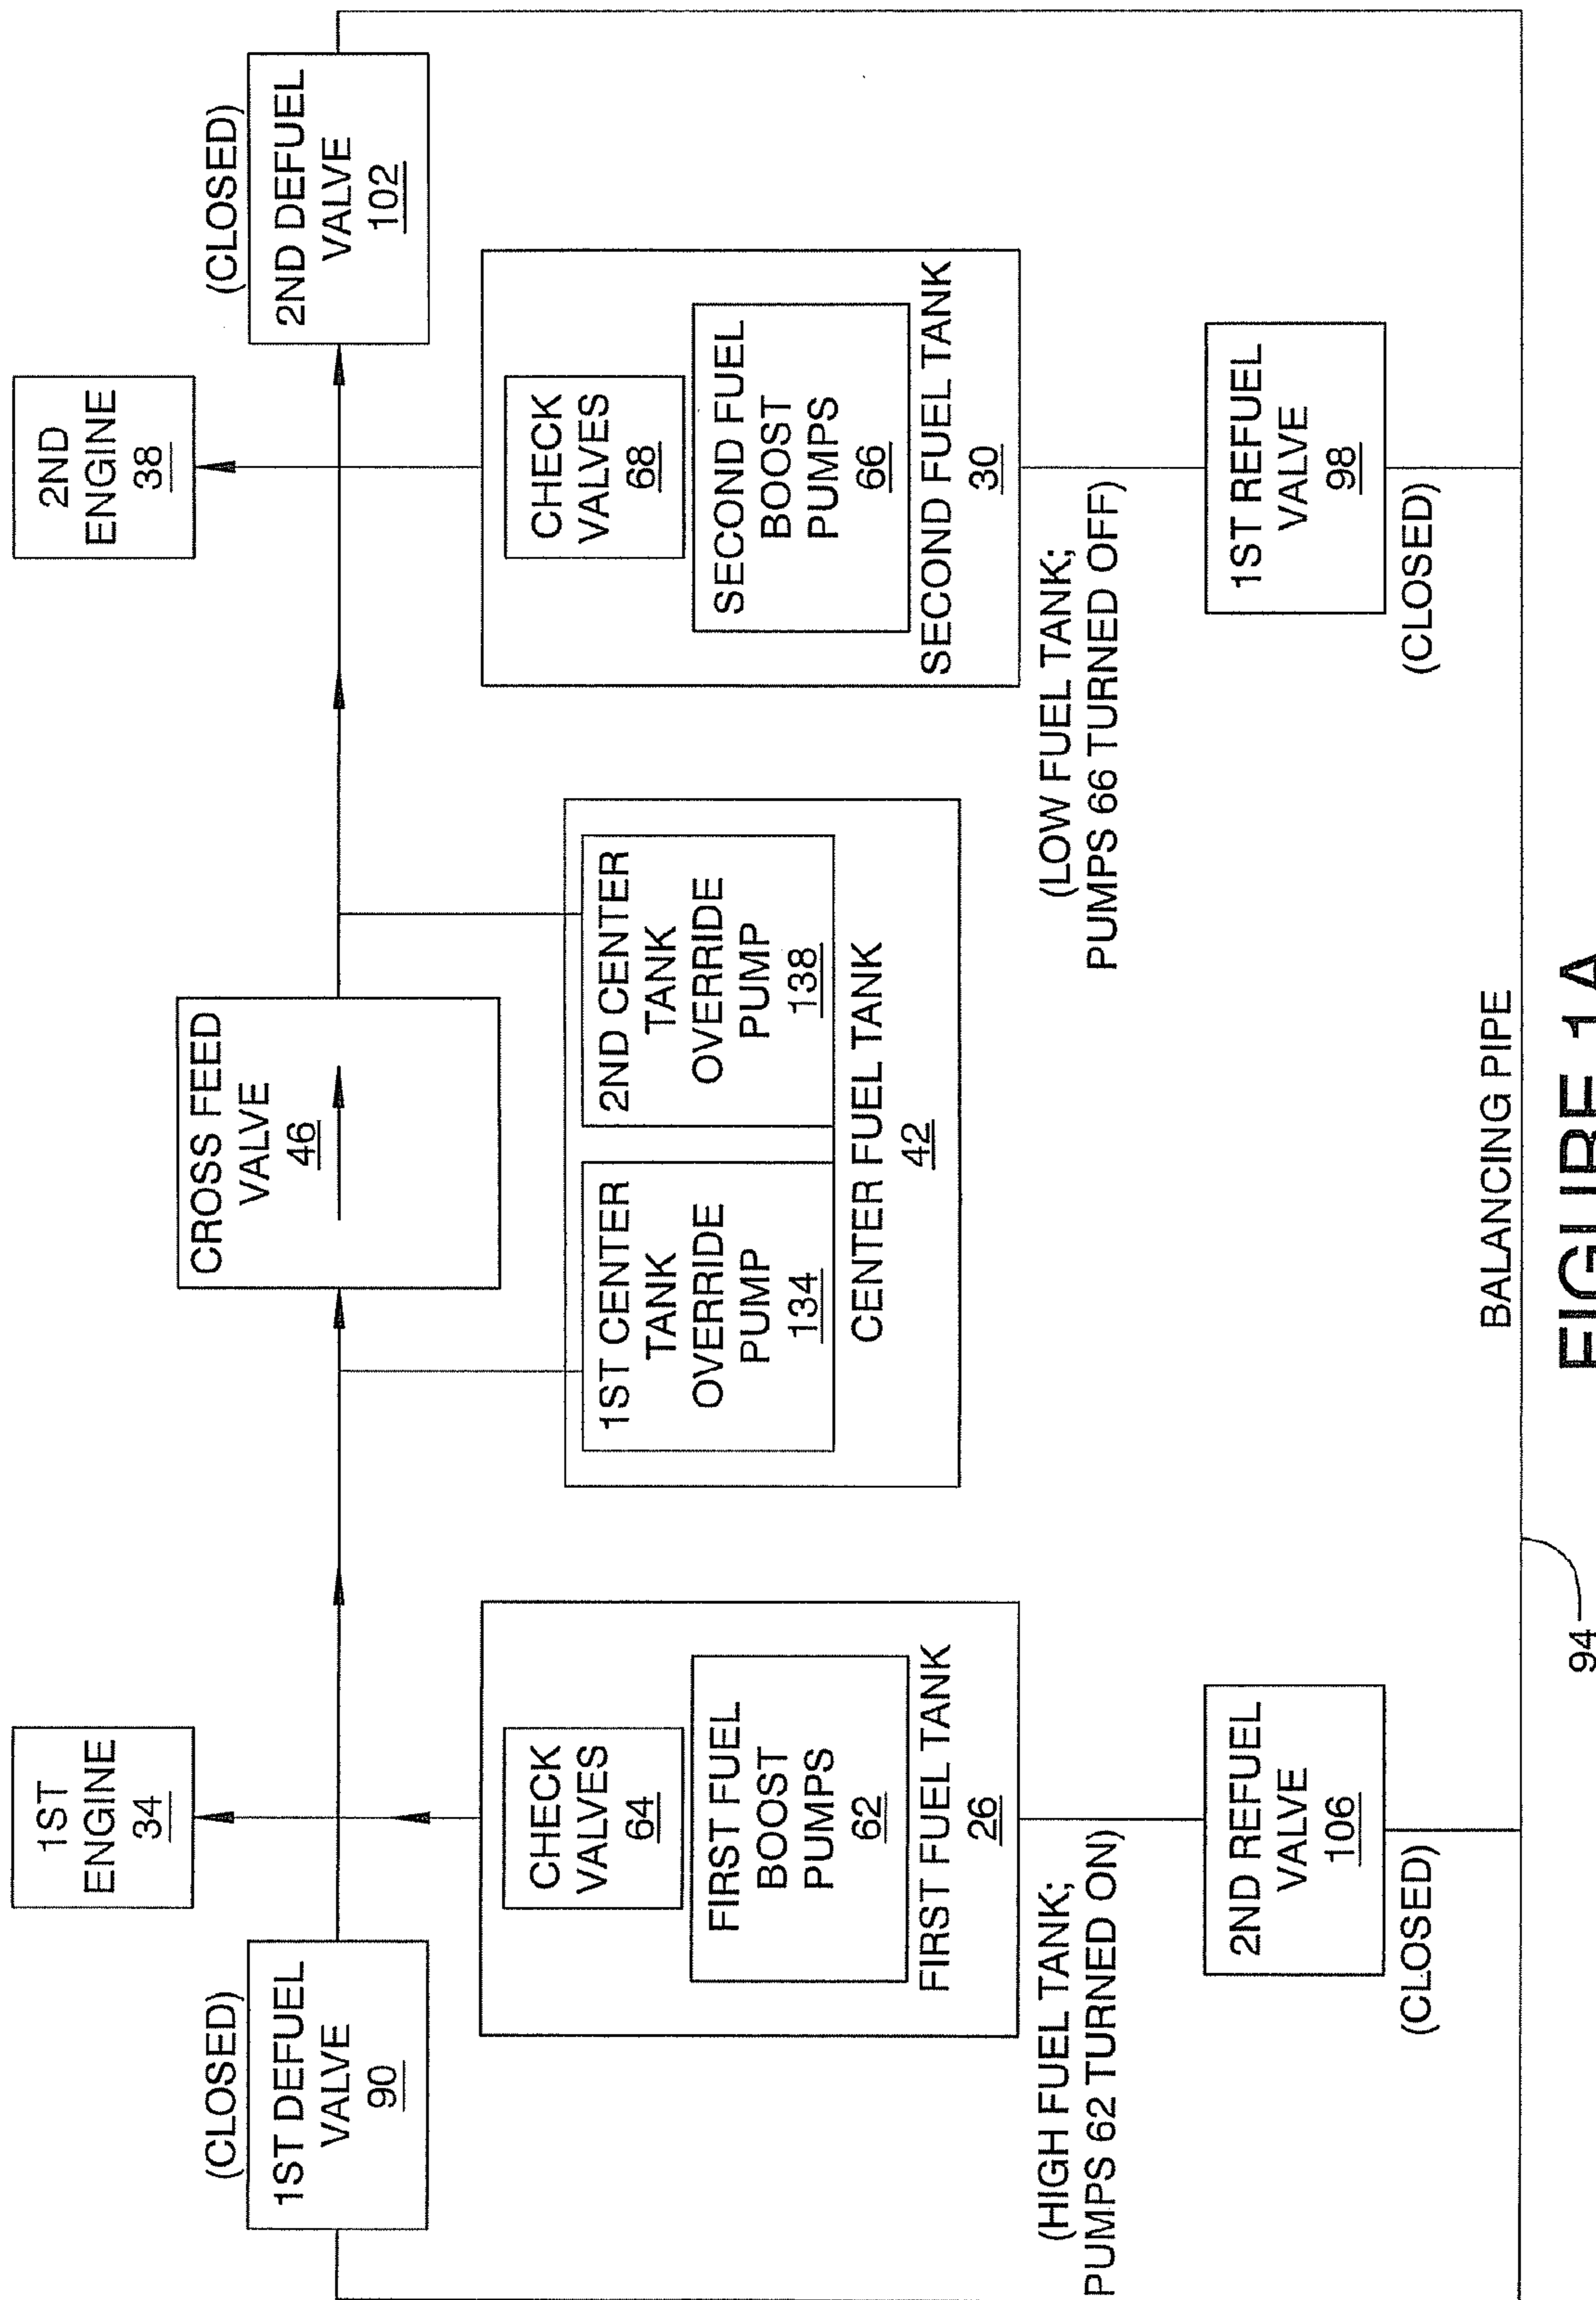 (CLOSED)
1ST DEFUEL
VALVE
90
1ST
ENGINE
34
CROSS FEED
VALVE
46
2ND
ENGINE
38
(CLOSED)
2ND DEFUEL
VALVE
102
CHECK
VALVES
64
FIRST FUEL
BOOST
PUMPS
62
FIRST FUEL TANK
26
(HIGH FUEL TANK;
PUMPS 62 TURNED ON)
1ST CENTER
TANK
OVERRIDE
PUMP
134
2ND CENTER
TANK
OVERRIDE
PUMP
138
CENTER FUEL TANK
42
CHECK
VALVES
68
SECOND FUEL
BOOST
PUMPS
66
SECOND FUEL TANK
30
(LOW FUEL TANK;
PUMPS 66 TURNED OFF)
2ND REFUEL
VALVE
106
(CLOSED)
1ST REFUEL
VALVE
98
(CLOSED)
BALANCING PIPE
94
FIGURE 1A